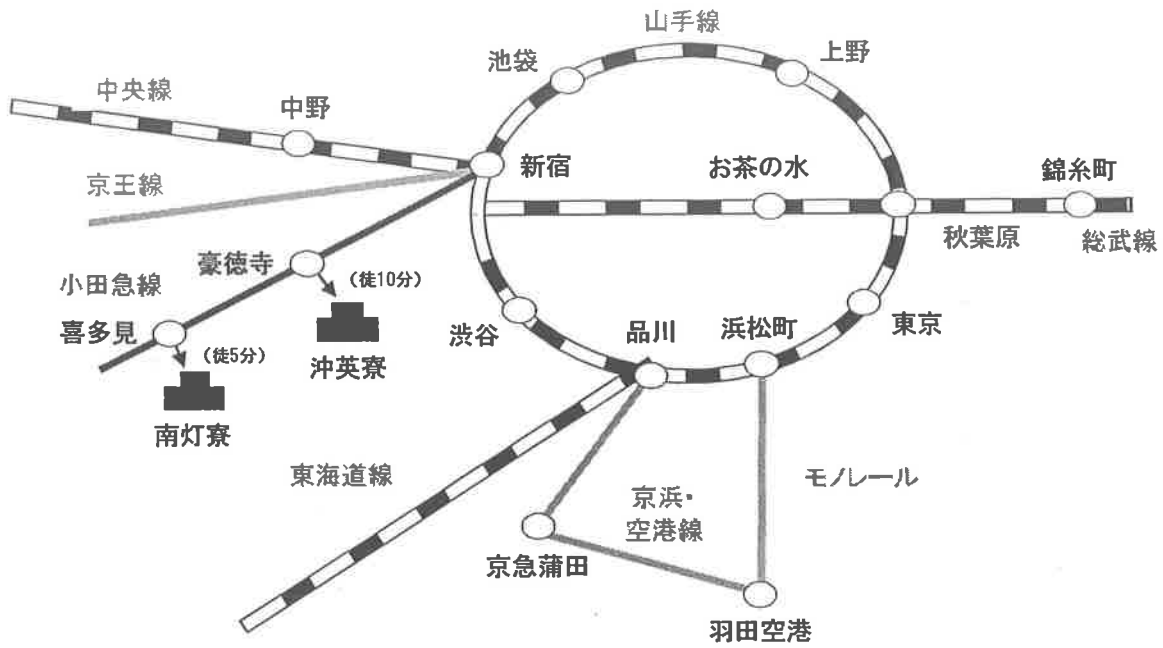 山手線
池袋
上野
中央線
中野
新宿
お茶の水
錦糸町
京王線
秋葉原
総武線
豪徳寺
(徒10分)
小田急線
喜多見
(徒5分)
沖英寮
南灯寮
渋谷
品川
浜松町
東京
東海道線
京浜・
空港線
モノレール
京急蒲田
羽田空港